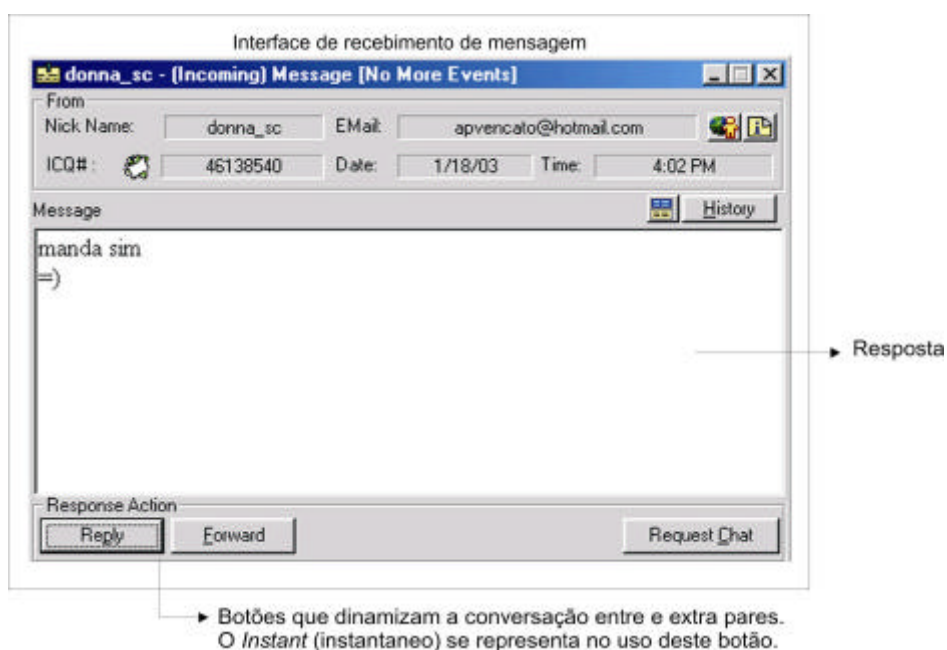 Interface de recebimento de mensagem
donna_sc - (Incoming) Message [No More Events]
From
Nick Name: donna_sc EMail: apvencato@hotmail.com
ICQ#: 46138540 Date: 1/18/03 Time: 4:02 PM
Message History
manda sim
=)
Resposta
Response Action
Reply Forward Request Chat
Botões que dinamizam a conversação entre e extra pares.
O Instant (instantaneo) se representa no uso deste botão.